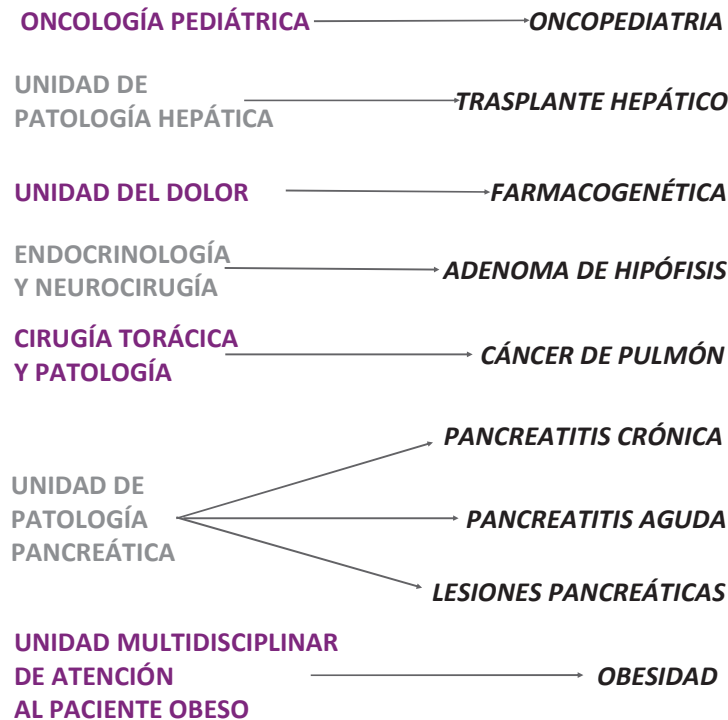 ONCOLOGÍA PEDIÁTRICA
ONCOPEDIATRIA
UNIDAD DE
PATOLOGÍA HEPÁTICA
TRASPLANTE HEPÁTICO
UNIDAD DEL DOLOR
FARMACOGENÉTICA
ENDOCRINOLOGÍA
Y NEUROCIRUGÍA
ADENOMA DE HIPÓFISIS
CIRUGÍA TORÁCICA
Y PATOLOGÍA
CÁNCER DE PULMÓN
UNIDAD DE
PATOLOGÍA
PANCREÁTICA
PANCREATITIS CRÓNICA
PANCREATITIS AGUDA
LESIONES PANCREÁTICAS
UNIDAD MULTIDISCIPLINAR
DE ATENCIÓN
AL PACIENTE OBESO
OBESIDAD